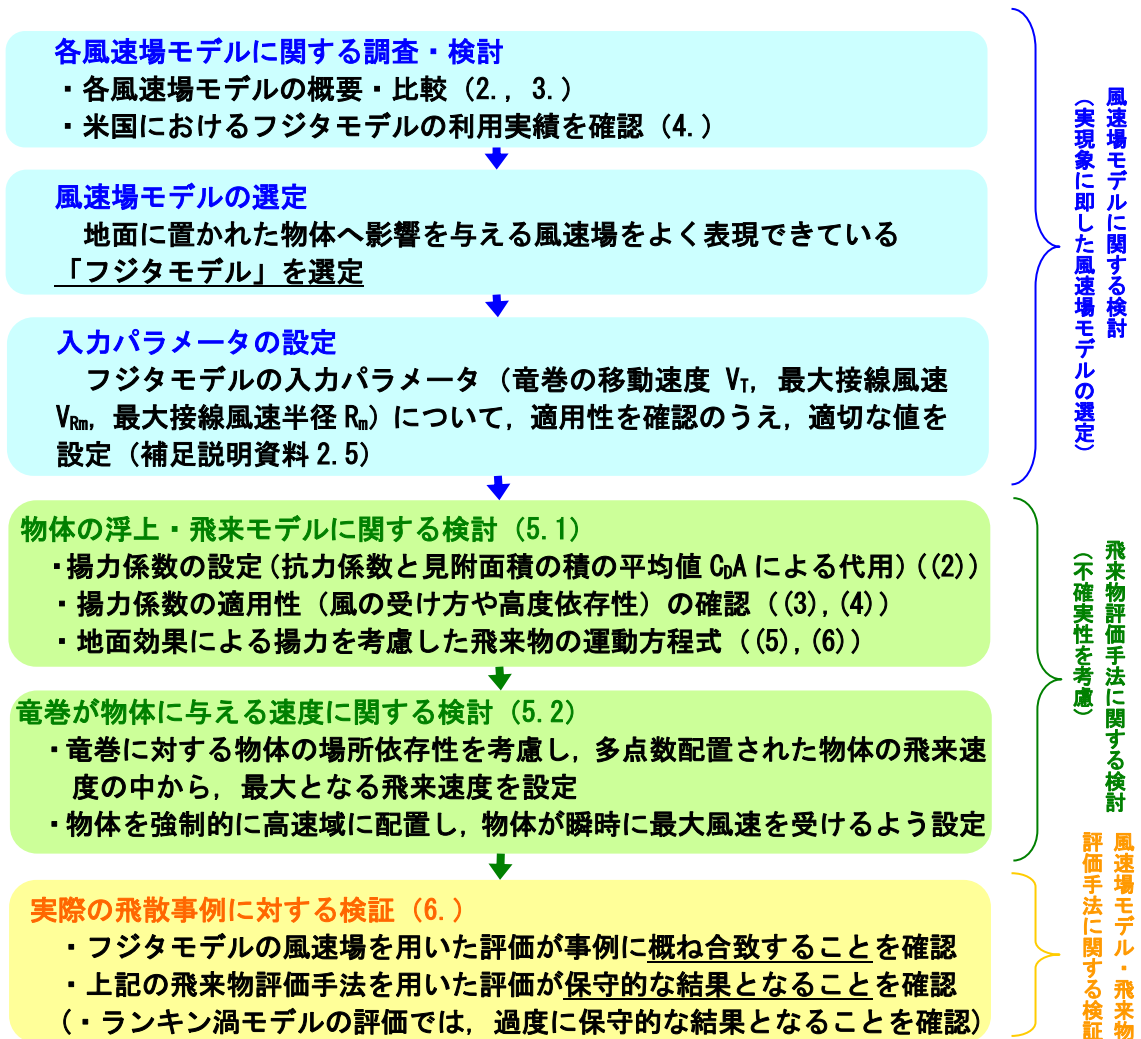 各風速場モデルに関する調査・検討
・各風速場モデルの概要・比較（2.，3.）
・米国におけるフジタモデルの利用実績を確認（4.）
風速場モデルの選定
地面に置かれた物体へ影響を与える風速場をよく表現できている
「フジタモデル」を選定
入力パラメータの設定
フジタモデルの入力パラメータ（竜巻の移動速度 VT，最大接線風速
VRm，最大接線風速半径 Rm）について，適用性を確認のうえ，適切な値を
設定（補足説明資料 2.5）
風速場モデルに関する検討
（実現象に即した風速場モデルの選定）
物体の浮上・飛来モデルに関する検討（5.1）
・揚力係数の設定（抗力係数と見附面積の積の平均値 CDA による代用）（(2)）
・揚力係数の適用性（風の受け方や高度依存性）の確認（(3)，(4)）
・地面効果による揚力を考慮した飛来物の運動方程式（(5)，(6)）
竜巻が物体に与える速度に関する検討（5.2）
・竜巻に対する物体の場所依存性を考慮し，多点数配置された物体の飛来速
度の中から，最大となる飛来速度を設定
・物体を強制的に高速域に配置し，物体が瞬時に最大風速を受けるよう設定
飛来物評価手法に関する検討
（不確実性を考慮）
実際の飛散事例に対する検証（6.）
・フジタモデルの風速場を用いた評価が事例に概ね合致することを確認
・上記の飛来物評価手法を用いた評価が保守的な結果となることを確認
（・ランキン渦モデルの評価では，過度に保守的な結果となることを確認）
風速場モデル・飛来物
評価手法に関する検証